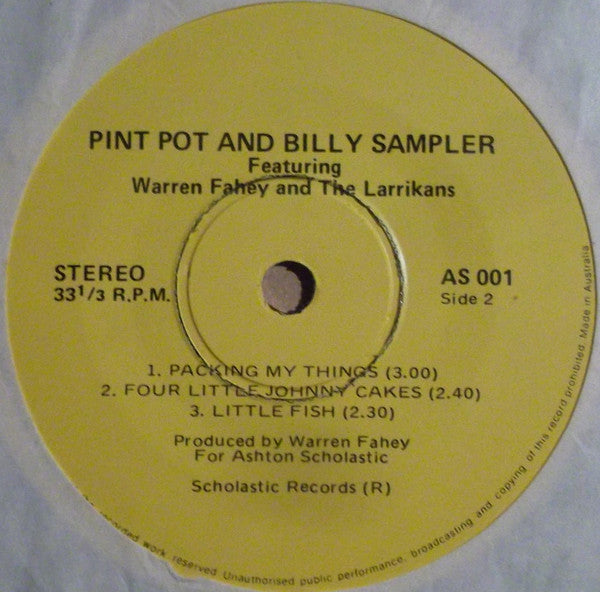 PINT POT AND BILLY SAMPLER
Featuring
Warren Fahey and The Larrikans
STEREO
33 1/3 R.P.M.
AS 001
Side 2
1. PACKING MY THINGS (3.00)
2. FOUR LITTLE JOHNNY CAKES (2.40)
3. LITTLE FISH (2.30)
Produced by Warren Fahey
For Ashton Scholastic
Scholastic Records (R)
recorded work reserved Unauthorised public performance, broadcasting and copying of this record prohibited. Made in Australia